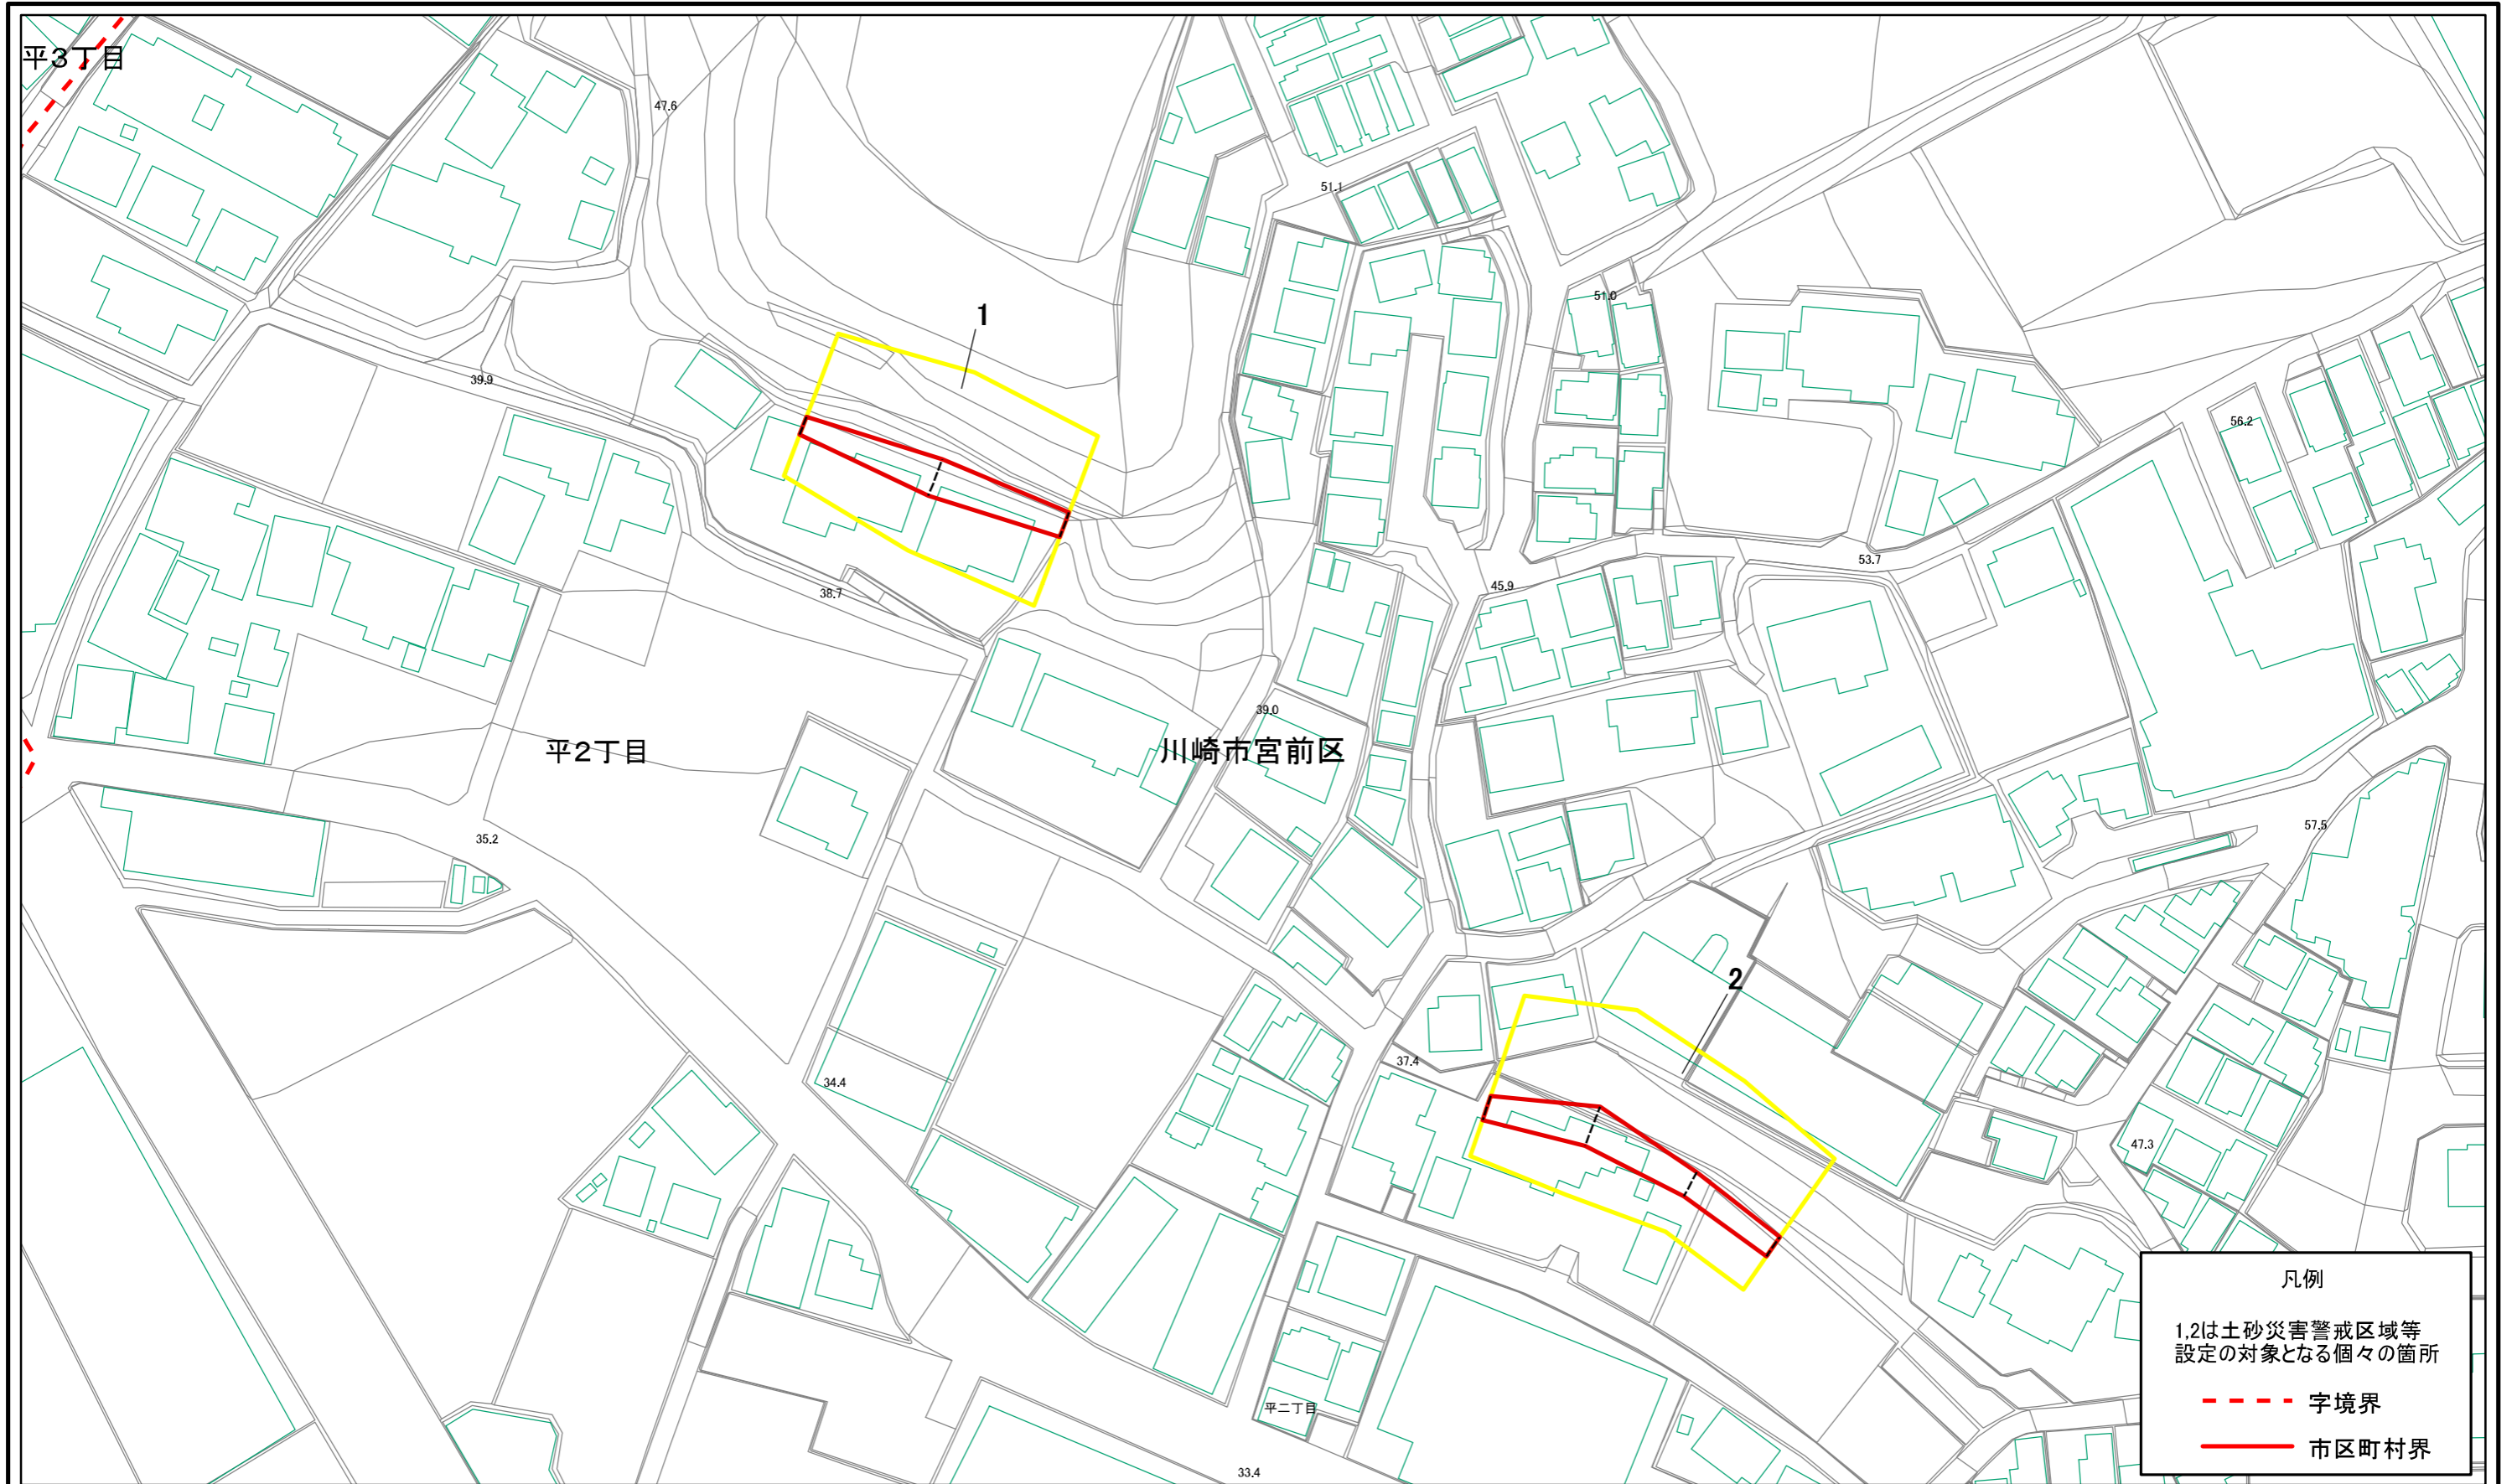 平3丁目
47.6
51.1
51.0
1
39.9
56.2
53.7
45.9
38.7
39.0
平2丁目
川崎市宮前区
35.2
57.5
2
37.4
34.4
47.3
凡例
1,2は土砂災害警戒区域等
設定の対象となる個々の箇所
字境界
市区町村界
平二丁目
33.4